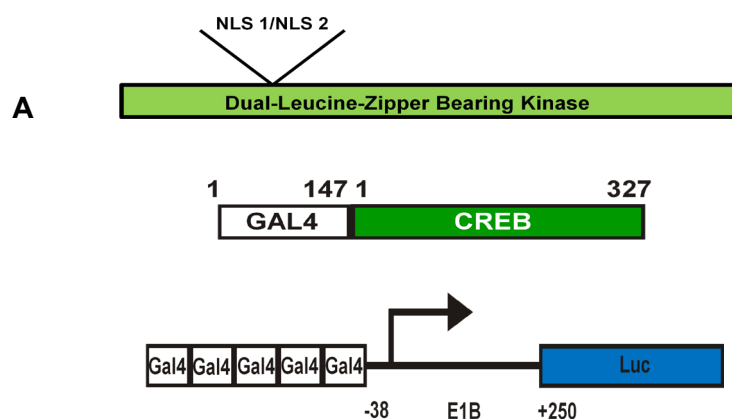 NLS 1/NLS 2
A
Dual-Leucine-Zipper Bearing Kinase
1 147 1 327
GAL4 CREB
Gal4 Gal4 Gal4 Gal4 Gal4 Luc
-38 E1B +250